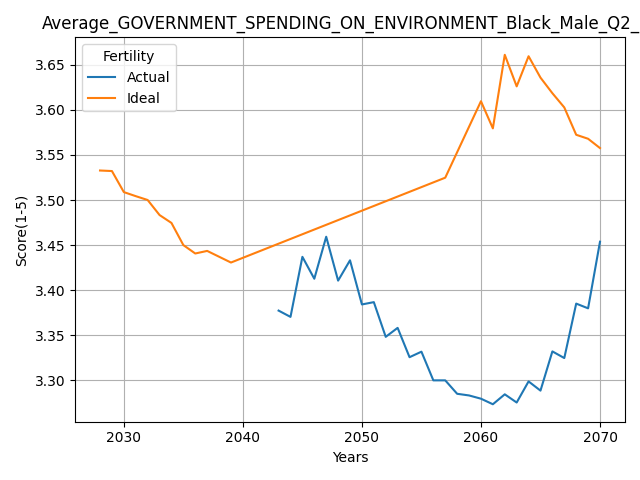 Average_GOVERNMENT_SPENDING_ON_ENVIRONMENT_Black_Male_Q2_
Fertility
Actual
Ideal
3.65
3.60
3.55
3.50
3.45
3.40
3.35
3.30
Score(1-5)
2030 2040 2050 2060 2070
Years